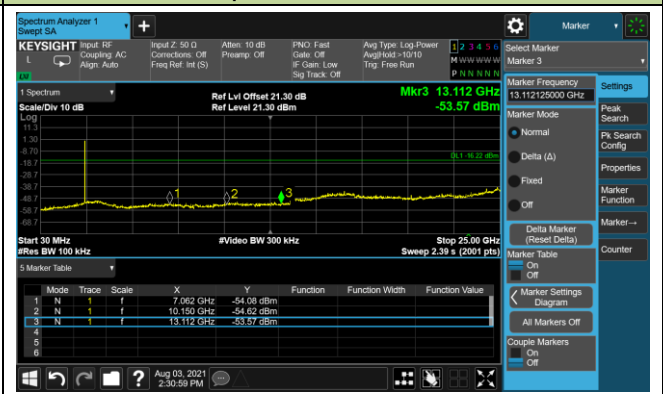 Spectrum Analyzer 1
Swept SA
+
Marker
KEYSIGHT
L
Input: RF
Coupling: AC
Align: Auto
Input Z: 50 Ω
Corrections: Off
Freq Ref: Int (S)
Atten: 10 dB
Preamp: Off
PNO: Fast
Gate: Off
IF Gain: Low
Sig Track: Off
Avg Type: Log-Power
Avg|Hold:>10/10
Trig: Free Run
1 2 3 4 5 6
M W W W W W
P N N N N N
Select Marker
Marker 3
1 Spectrum
Scale/Div 10 dB
Log
Ref Lvl Offset 21.30 dB
Ref Level 21.30 dBm
Mkr3 13.112 GHz
-53.57 dBm
11.3
1.30
-8.70
-18.7
-28.7
-38.7
-48.7
-58.7
-68.7
DL1 -16.22 dBm
1
2
3
Start 30 MHz
#Res BW 100 kHz
#Video BW 300 kHz
Stop 25.00 GHz
Sweep 2.39 s (2001 pts)
5 Marker Table
Mode Trace Scale X Y Function Function Width Function Value
1 N 1 f 7.062 GHz -54.08 dBm
2 N 1 f 10.150 GHz -54.62 dBm
3 N 1 f 13.112 GHz -53.57 dBm
4
5
6
Marker Frequency
13.112125000 GHz
Marker Mode
Normal
Delta (Δ)
Fixed
Off
Delta Marker
(Reset Delta)
Marker Table
On
Off
Marker Settings
Diagram
All Markers Off
Couple Markers
On
Off
Settings
Peak
Search
Pk Search
Config
Properties
Marker
Function
Marker→
Counter
?
Aug 03, 2021
2:30:59 PM